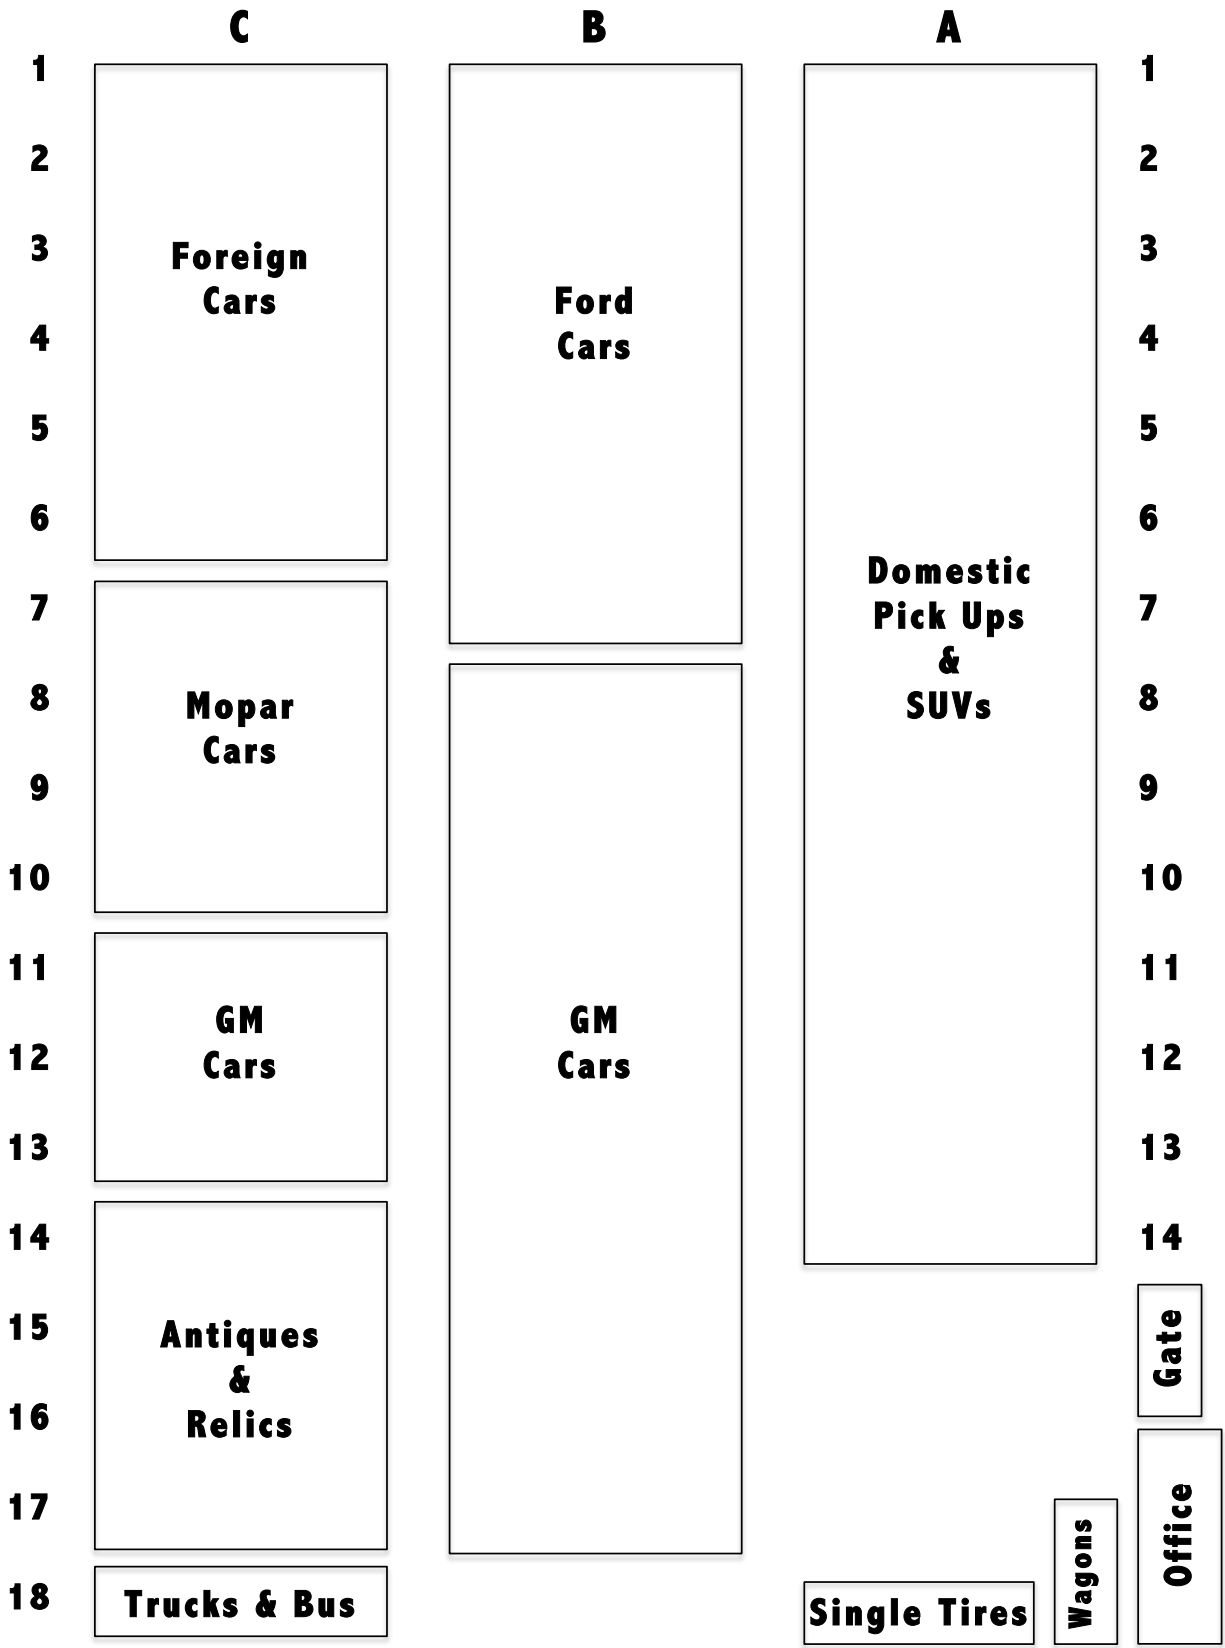 C B A
1 1
2 2
3 3
Foreign
Cars
Ford
Cars
4 4
5 5
6 6
Domestic
Pick Ups
&
SUVs
7 7
8 8
Mopar
Cars
9 9
10 10
11 11
GM
Cars
GM
Cars
12 12
13 13
14 14
Gate
15
Antiques
&
Relics
16
17
Office
Wagons
18
Trucks & Bus
Single Tires